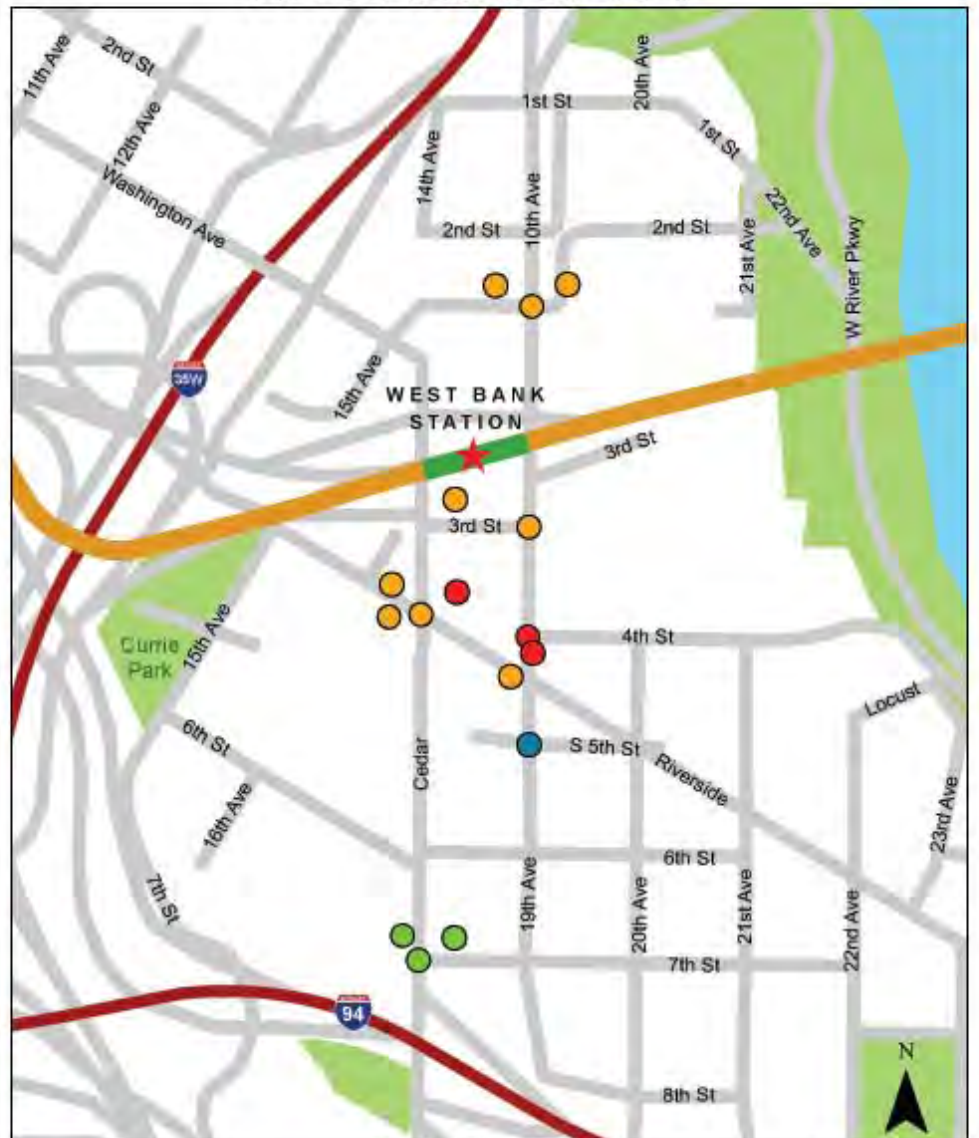 11th Ave
2nd St
12th Ave
Washington Ave
20th Ave
1st St
1st St
14th Ave
10th Ave
22nd Ave
2nd St
2nd St
21st Ave
W River Pkwy
35W
15th Ave
WEST BANK
STATION
3rd St
3rd St
Currie
Park
15th Ave
4th St
6th St
Locust
Cedar
S 5th St
Riverside
16th Ave
23rd Ave
6th St
7th St
19th Ave
20th Ave
21st Ave
22nd Ave
7th St
94
N
8th St